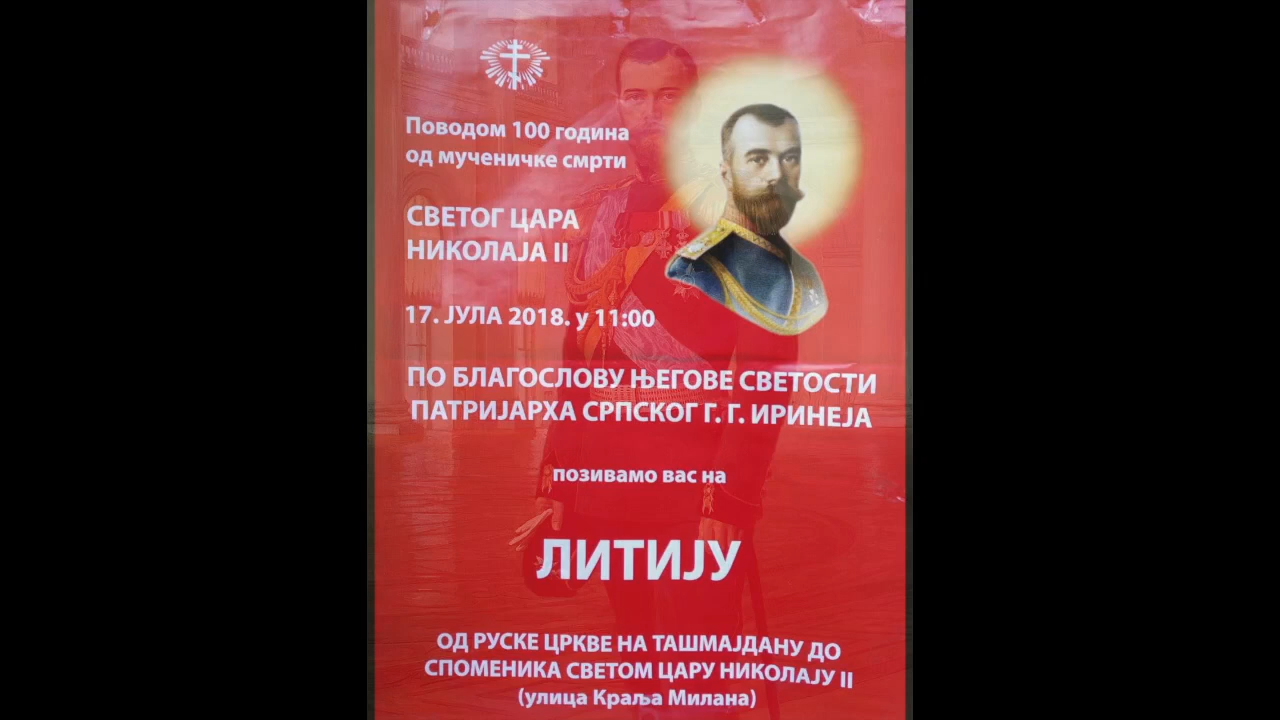 Поводом 100 година
од мученичке смрти
СВЕТОГ ЦАРА
НИКОЛАЈА II
17. ЈУЛА 2018. у 11:00
ПО БЛАГОСЛОВУ ЊЕГОВЕ СВЕТОСТИ
ПАТРИЈАРХА СРПСКОГ Г. Г. ИРИНЕЈА
позивамо вас на
ЛИТИЈУ
ОД РУСКЕ ЦРКВЕ НА ТАШМАЈДАНУ ДО
СПОМЕНИКА СВЕТОМ ЦАРУ НИКОЛАЈУ II
(улица Краља Милана)